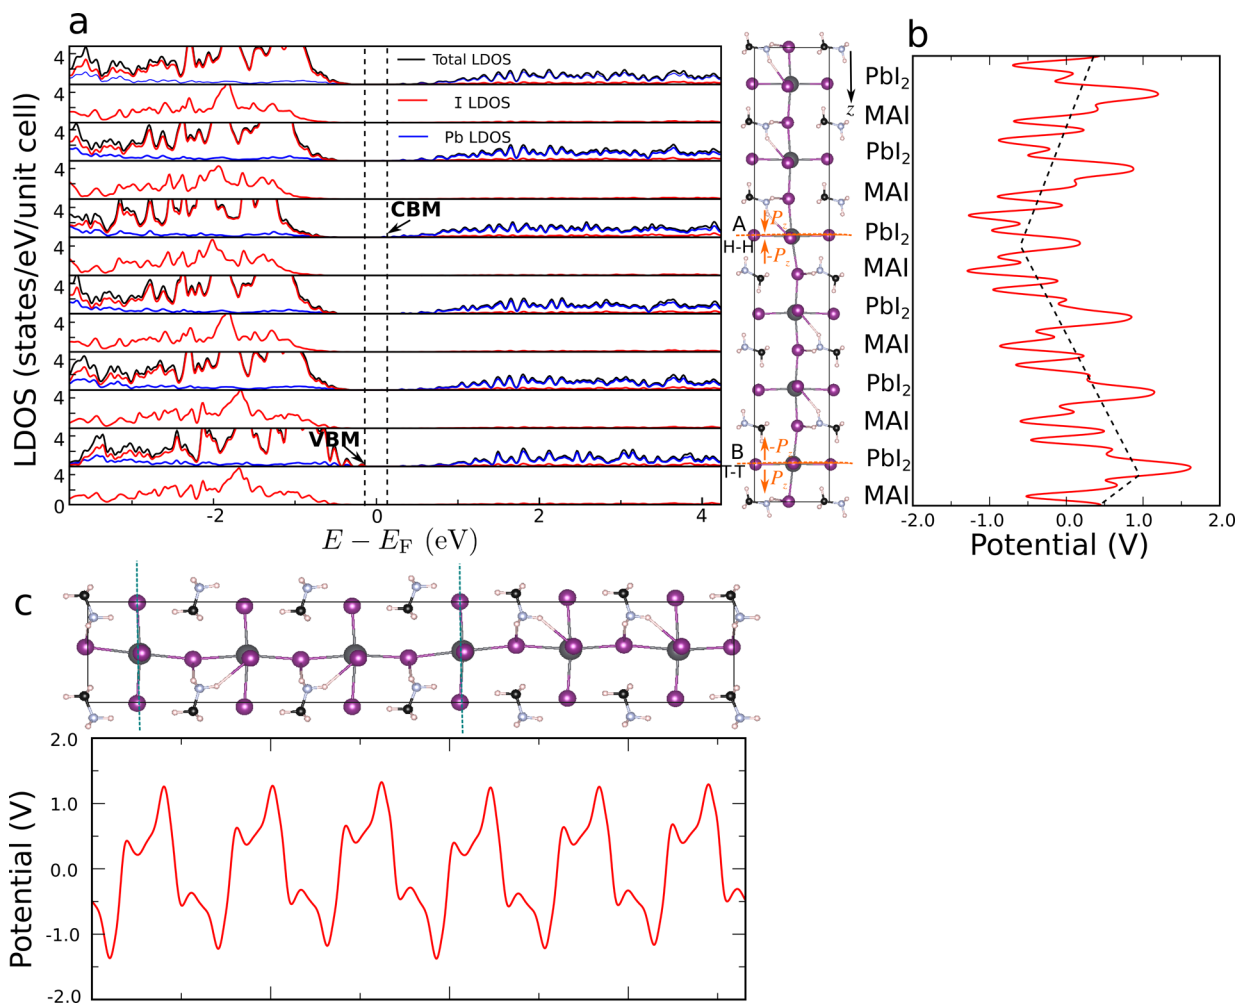 a
LDOS (states/eV/unit cell)
4
4
4
4
4
4
4
4
4
4
4
4
0
Total LDOS
I LDOS
Pb LDOS
CBM
VBM
-2
0
2
4
E − E_F (eV)
z
A
H-H
P_z
-P_z
B
T-T
-P_z
P_z
b
PbI₂
MAI
PbI₂
MAI
PbI₂
MAI
PbI₂
MAI
PbI₂
MAI
PbI₂
MAI
-2.0
-1.0
0.0
1.0
2.0
Potential (V)
c
Potential (V)
2.0
1.0
0.0
-1.0
-2.0